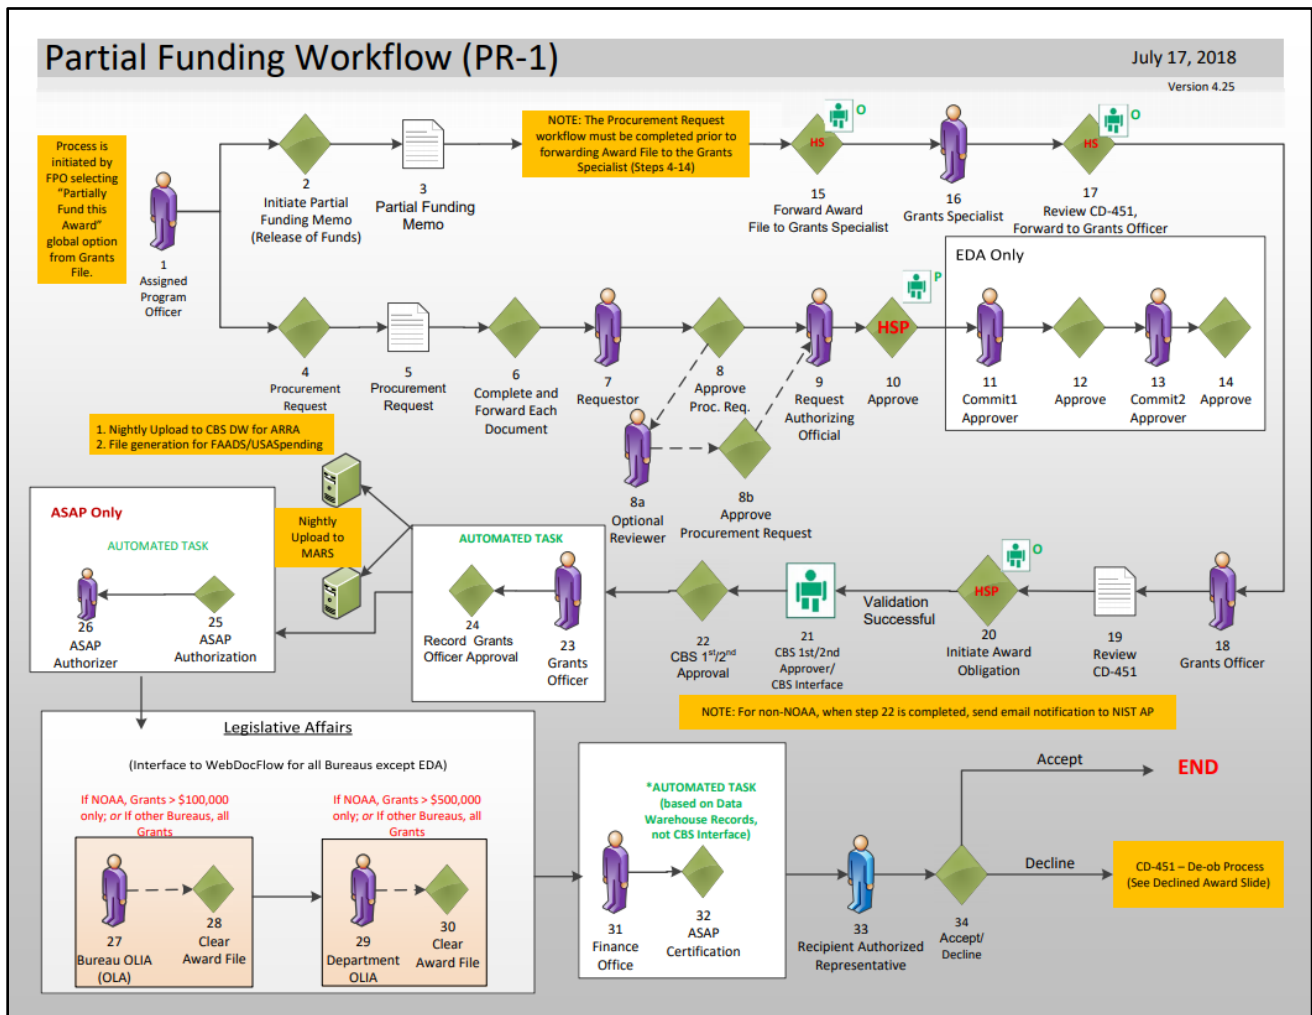 Partial Funding Workflow (PR-1)
July 17, 2018
Version 4.25
Process is
initiated by
FPO selecting
"Partially
Fund this
Award"
global option
from Grants
File.
1
Assigned
Program
Officer
2
Initiate Partial
Funding Memo
(Release of Funds)
3
Partial Funding
Memo
NOTE: The Procurement Request
workflow must be completed prior to
forwarding Award File to the Grants
Specialist (Steps 4-14)
HS
O
15
Forward Award
File to Grants Specialist
16
Grants Specialist
HS
O
17
Review CD-451,
Forward to Grants Officer
4
Procurement
Request
5
Procurement
Request
6
Complete and
Forward Each
Document
7
Requestor
8
Approve
Proc. Req.
9
Request
Authorizing
Official
HSP
P
10
Approve
EDA Only
11
Commit1
Approver
12
Approve
13
Commit2
Approver
14
Approve
8a
Optional
Reviewer
8b
Approve
Procurement Request
1. Nightly Upload to CBS DW for ARRA
2. File generation for FAADS/USASpending
Nightly
Upload to
MARS
ASAP Only
AUTOMATED TASK
26
ASAP
Authorizer
25
ASAP
Authorization
AUTOMATED TASK
24
Record Grants
Officer Approval
23
Grants
Officer
22
CBS 1st/2nd
Approval
21
CBS 1st/2nd
Approver/
CBS Interface
Validation
Successful
HSP
O
20
Initiate Award
Obligation
19
Review
CD-451
18
Grants Officer
NOTE: For non-NOAA, when step 22 is completed, send email notification to NIST AP
Legislative Affairs
(Interface to WebDocFlow for all Bureaus except EDA)
If NOAA, Grants > $100,000
only; or If other Bureaus, all
Grants
27
Bureau OLIA
(OLA)
28
Clear
Award File
If NOAA, Grants > $500,000
only; or If other Bureaus, all
Grants
29
Department
OLIA
30
Clear
Award File
*AUTOMATED TASK
(based on Data
Warehouse Records,
not CBS Interface)
31
Finance
Office
32
ASAP
Certification
33
Recipient Authorized
Representative
34
Accept/
Decline
Accept
END
Decline
CD-451 – De-ob Process
(See Declined Award Slide)